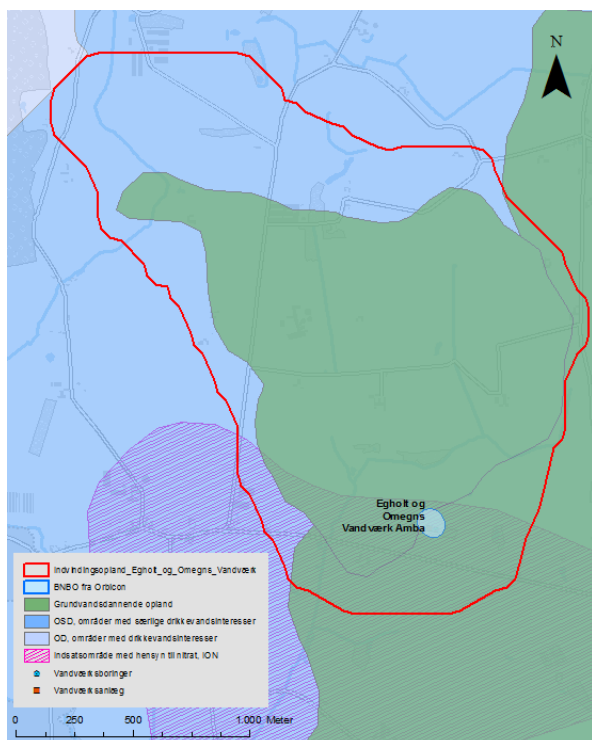 N
Egholt og
Omegns
Vandværk Amba
Indvindingsopland_Egholt_og_Omegns_Vandværk
BNBO fra Orbicon
Grundvandsdannende opland
OSD, områder med særlige drikkevandsinteresser
OD, områder med drikkevandsinteresser
Indsatsområde med hensyn til nitrat, ION
Vandværksboringer
Vandværksanlæg
0 250 500 1.000 Meter